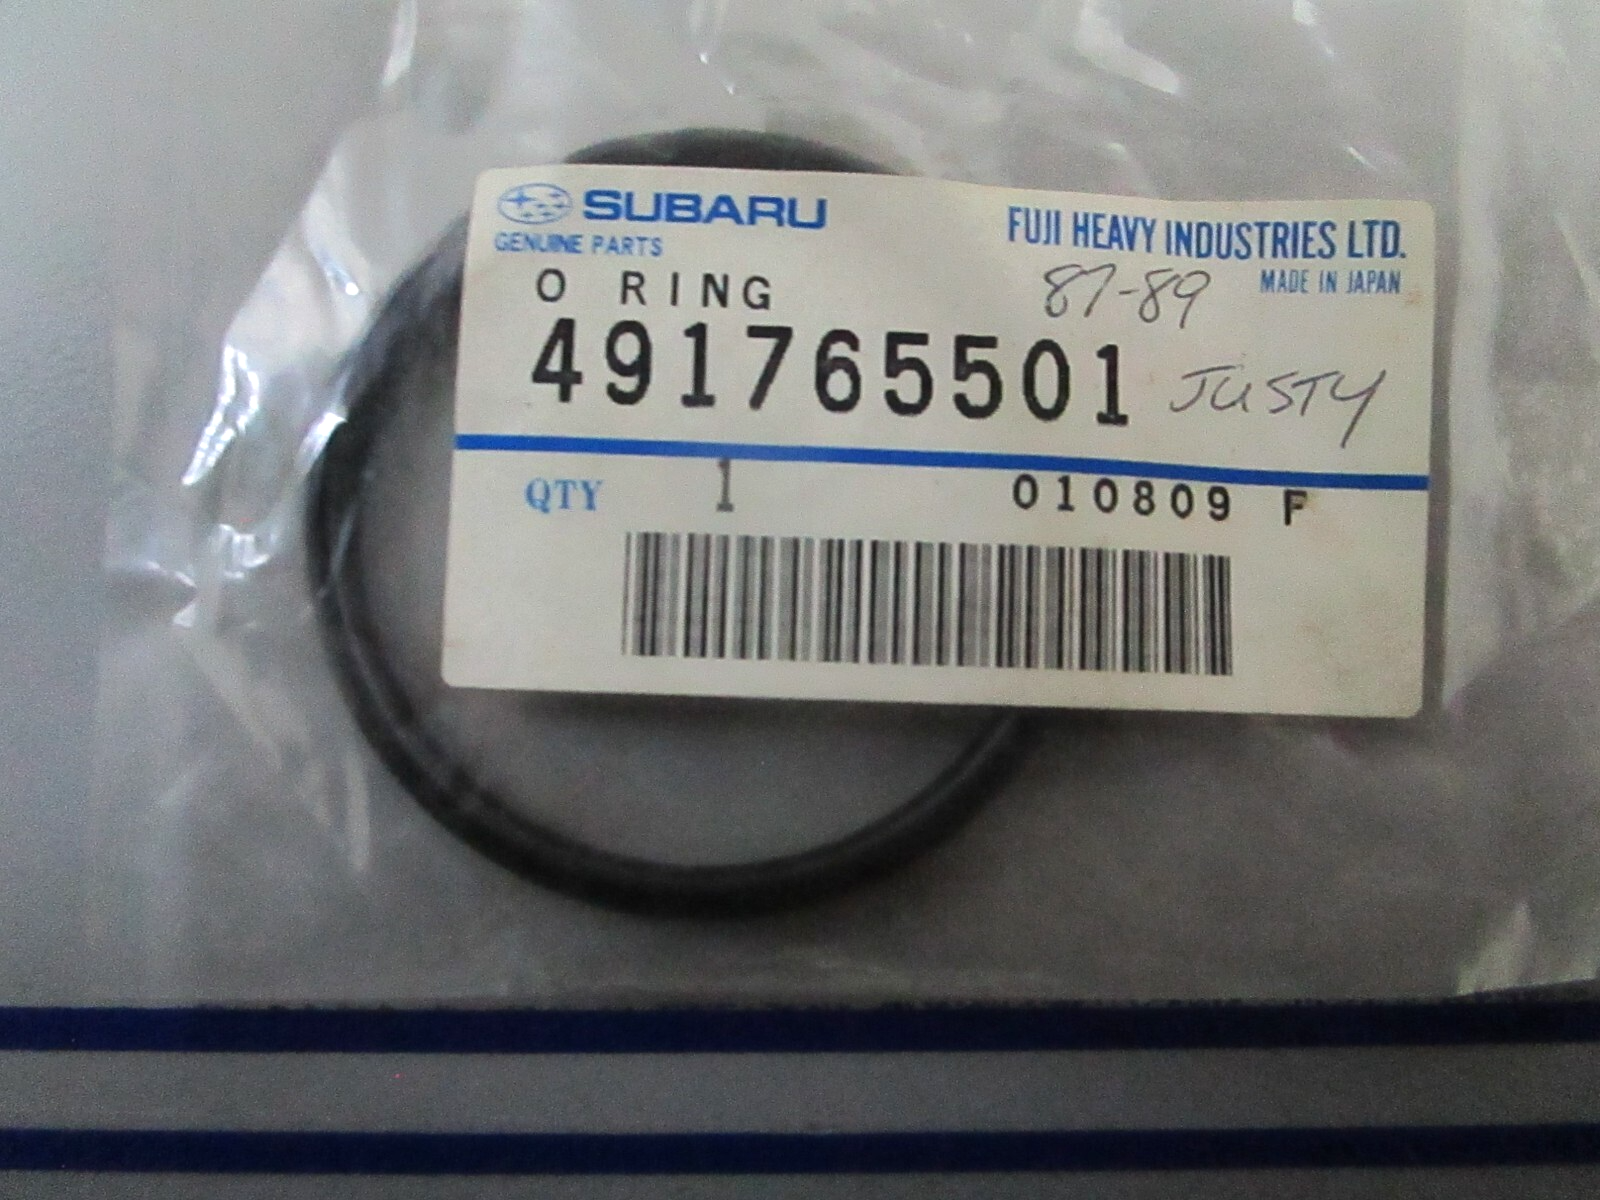 SUBARU
FUJI HEAVY INDUSTRIES LTD.
GENUINE PARTS
MADE IN JAPAN
O RING
87-89
491765501
JUSTY
QTY 1 010809 F